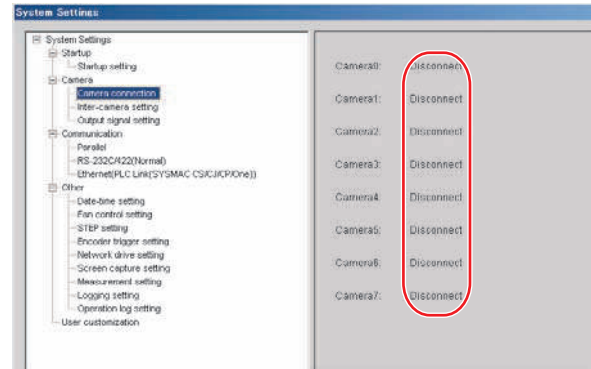 System Settings
System Settings
Startup
Startup setting
Camera
Camera connection
Inter-camera setting
Output signal setting
Communication
Parallel
RS-232C/422(Normal)
Ethernet(PLC Link(SYSMAC CS/CJ/CP/One))
Other
Date-time setting
Fan control setting
STEP setting
Encoder trigger setting
Network drive setting
Screen capture setting
Measurement setting
Logging setting
Operation log setting
User customization
Camera0: Disconnect
Camera1: Disconnect
Camera2: Disconnect
Camera3: Disconnect
Camera4: Disconnect
Camera5: Disconnect
Camera6: Disconnect
Camera7: Disconnect